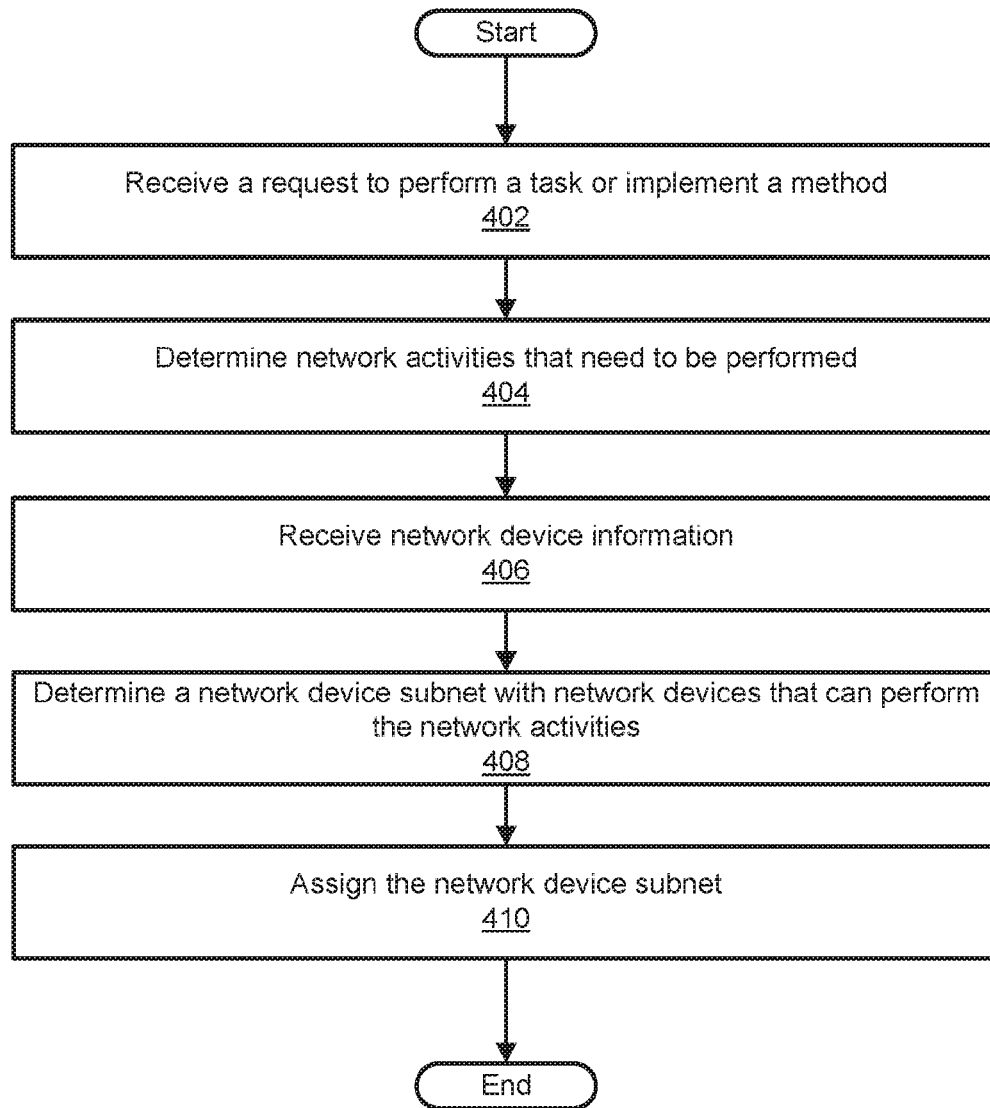 Start
Receive a request to perform a task or implement a method
402
Determine network activities that need to be performed
404
Receive network device information
406
Determine a network device subnet with network devices that can perform
the network activities
408
Assign the network device subnet
410
End